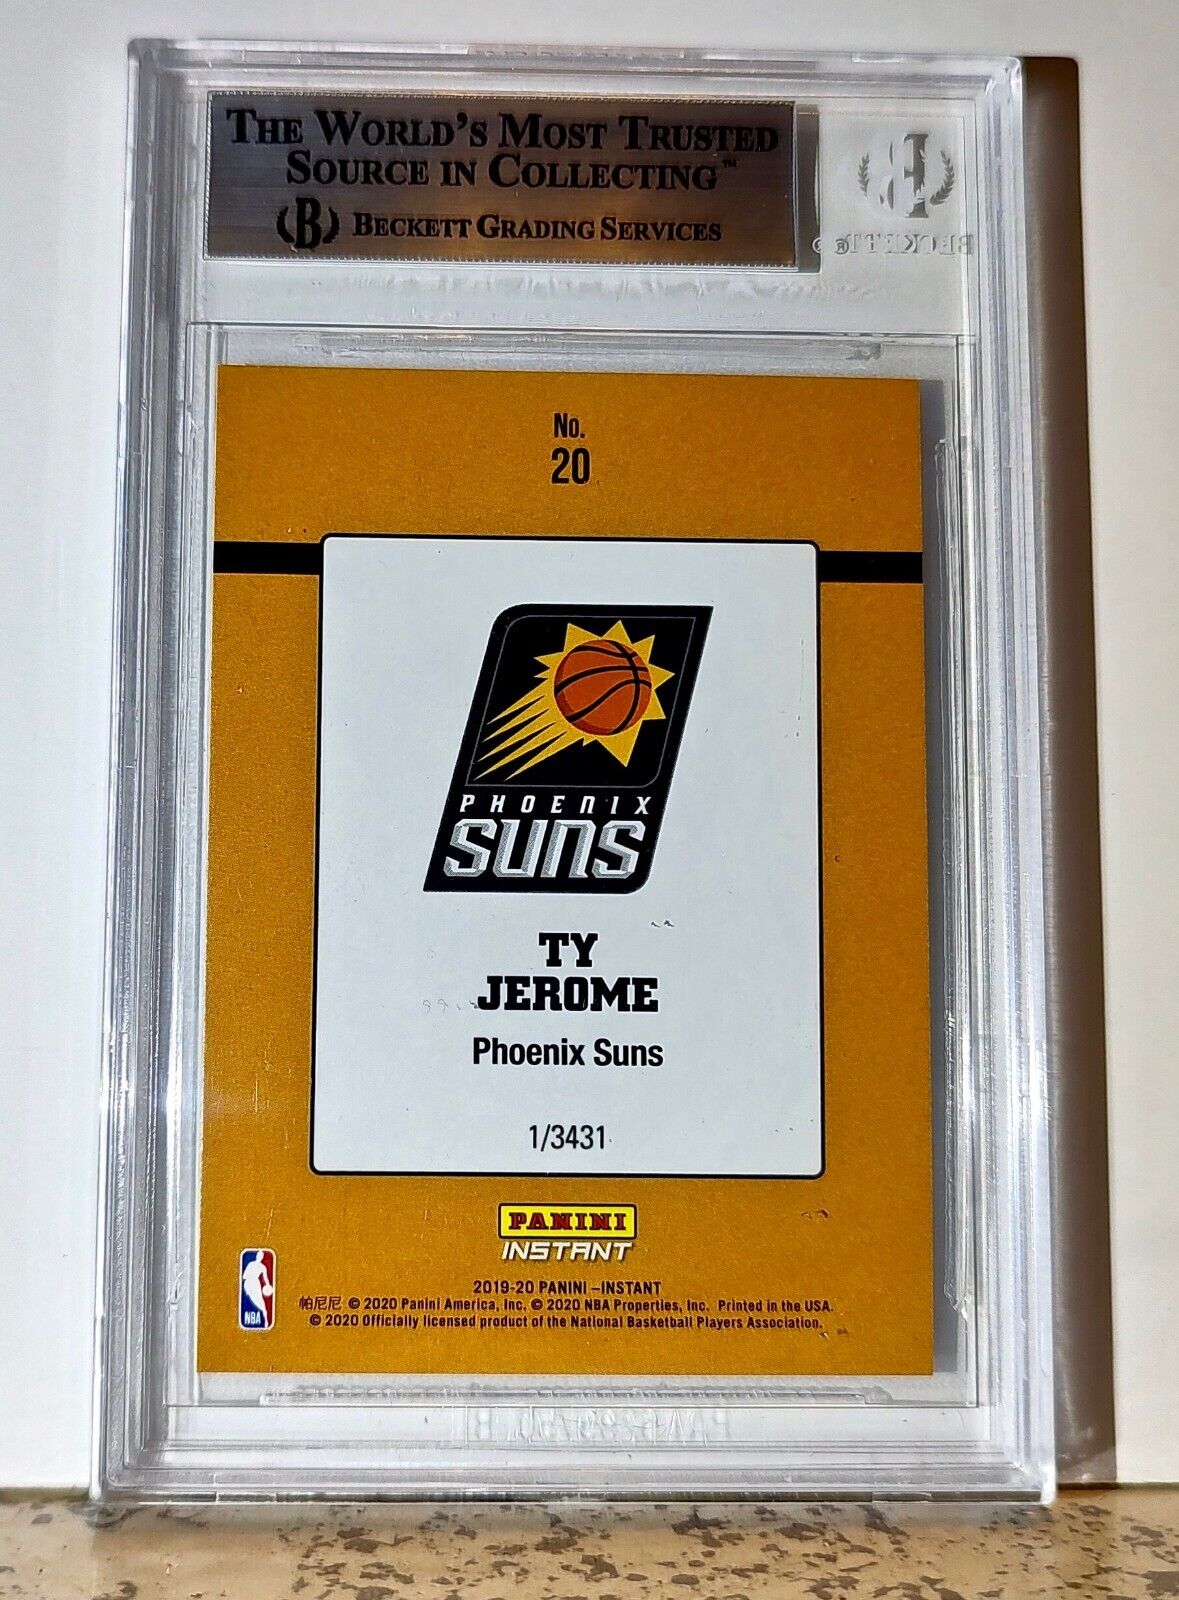 THE WORLD'S MOST TRUSTED
SOURCE IN COLLECTING™
B BECKETT GRADING SERVICES
BECKETT ®
No.
20
PHOENIX
SUNS
TY
JEROME
Phoenix Suns
1/3431
PANINI
INSTANT
2019-20 PANINI –INSTANT
帕尼尼 © 2020 Panini America, Inc. © 2020 NBA Properties, Inc. Printed in the USA.
© 2020 Officially licensed product of the National Basketball Players Association.
NBA